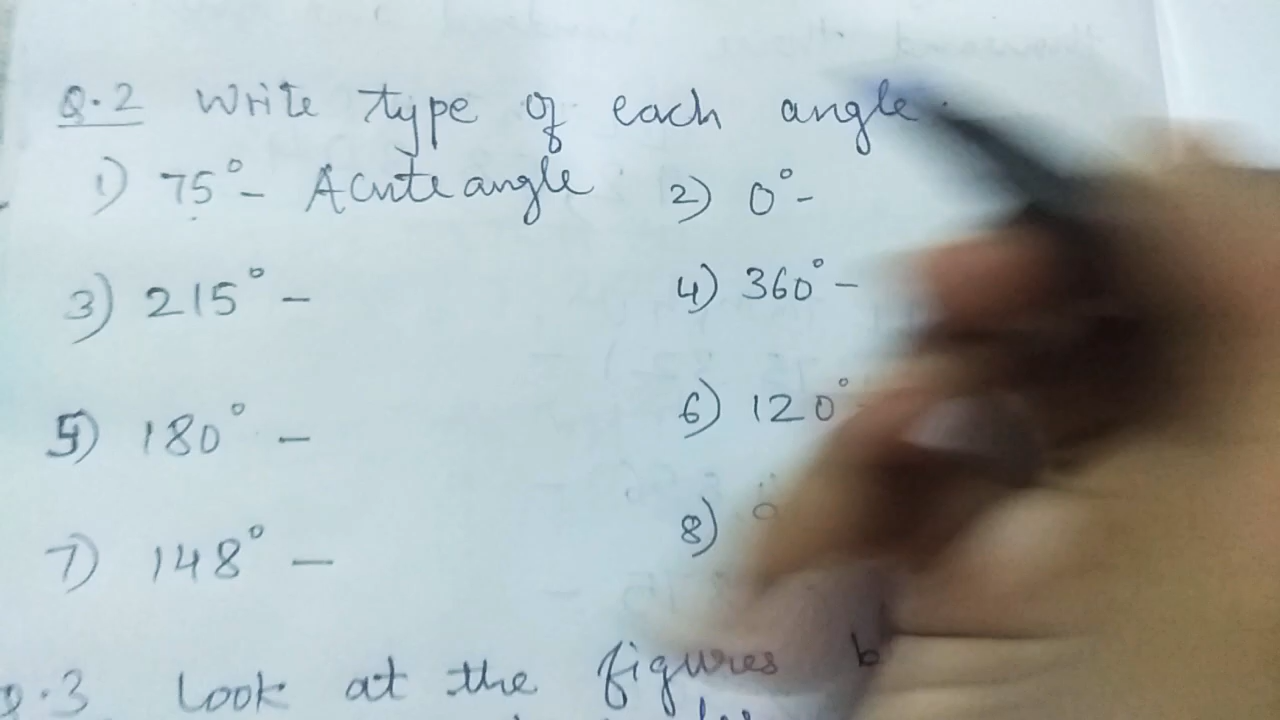 Q.2 Write type of each angle.
1) 75° - Acute angle 2) 0° -
3) 215° - 4) 360° -
5) 180° - 6) 120°
7) 148° - 8)
Q.3 Look at the figures b